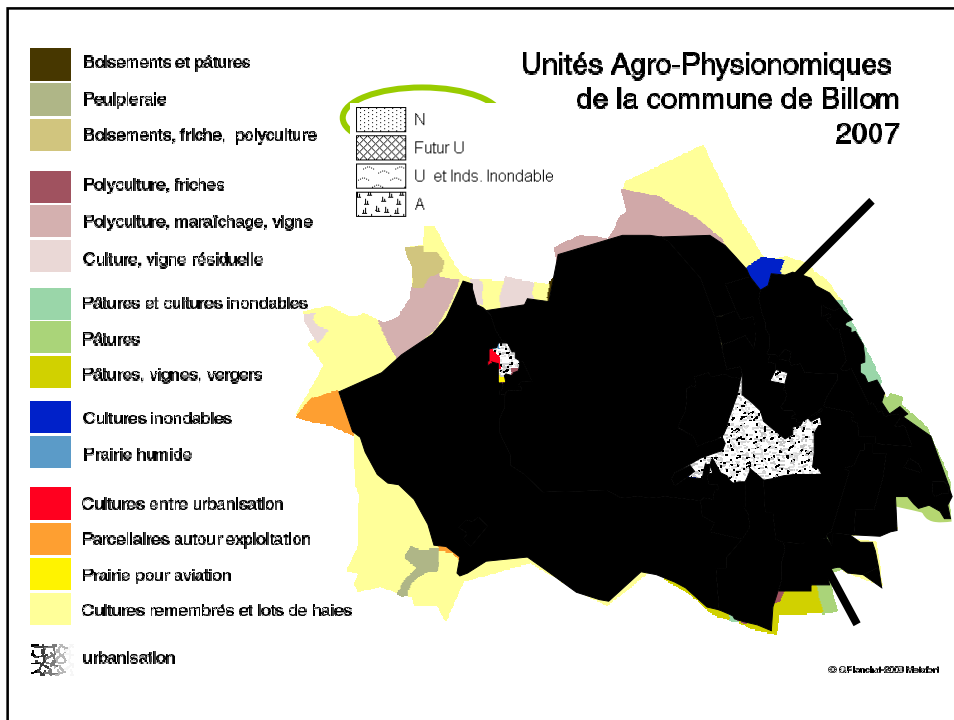 Unités Agro-Physionomiques
de la commune de Billom
2007
Boisements et pâtures
Peupleraie
Boisements, friche, polyculture
Polyculture, friches
Polyculture, maraîchage, vigne
Culture, vigne résiduelle
Pâtures et cultures inondables
Pâtures
Pâtures, vignes, vergers
Cultures inondables
Prairie humide
Cultures entre urbanisation
Parcellaires autour exploitation
Prairie pour aviation
Cultures remembrés et lots de haies
urbanisation
N
Futur U
U et Inds. Inondable
A